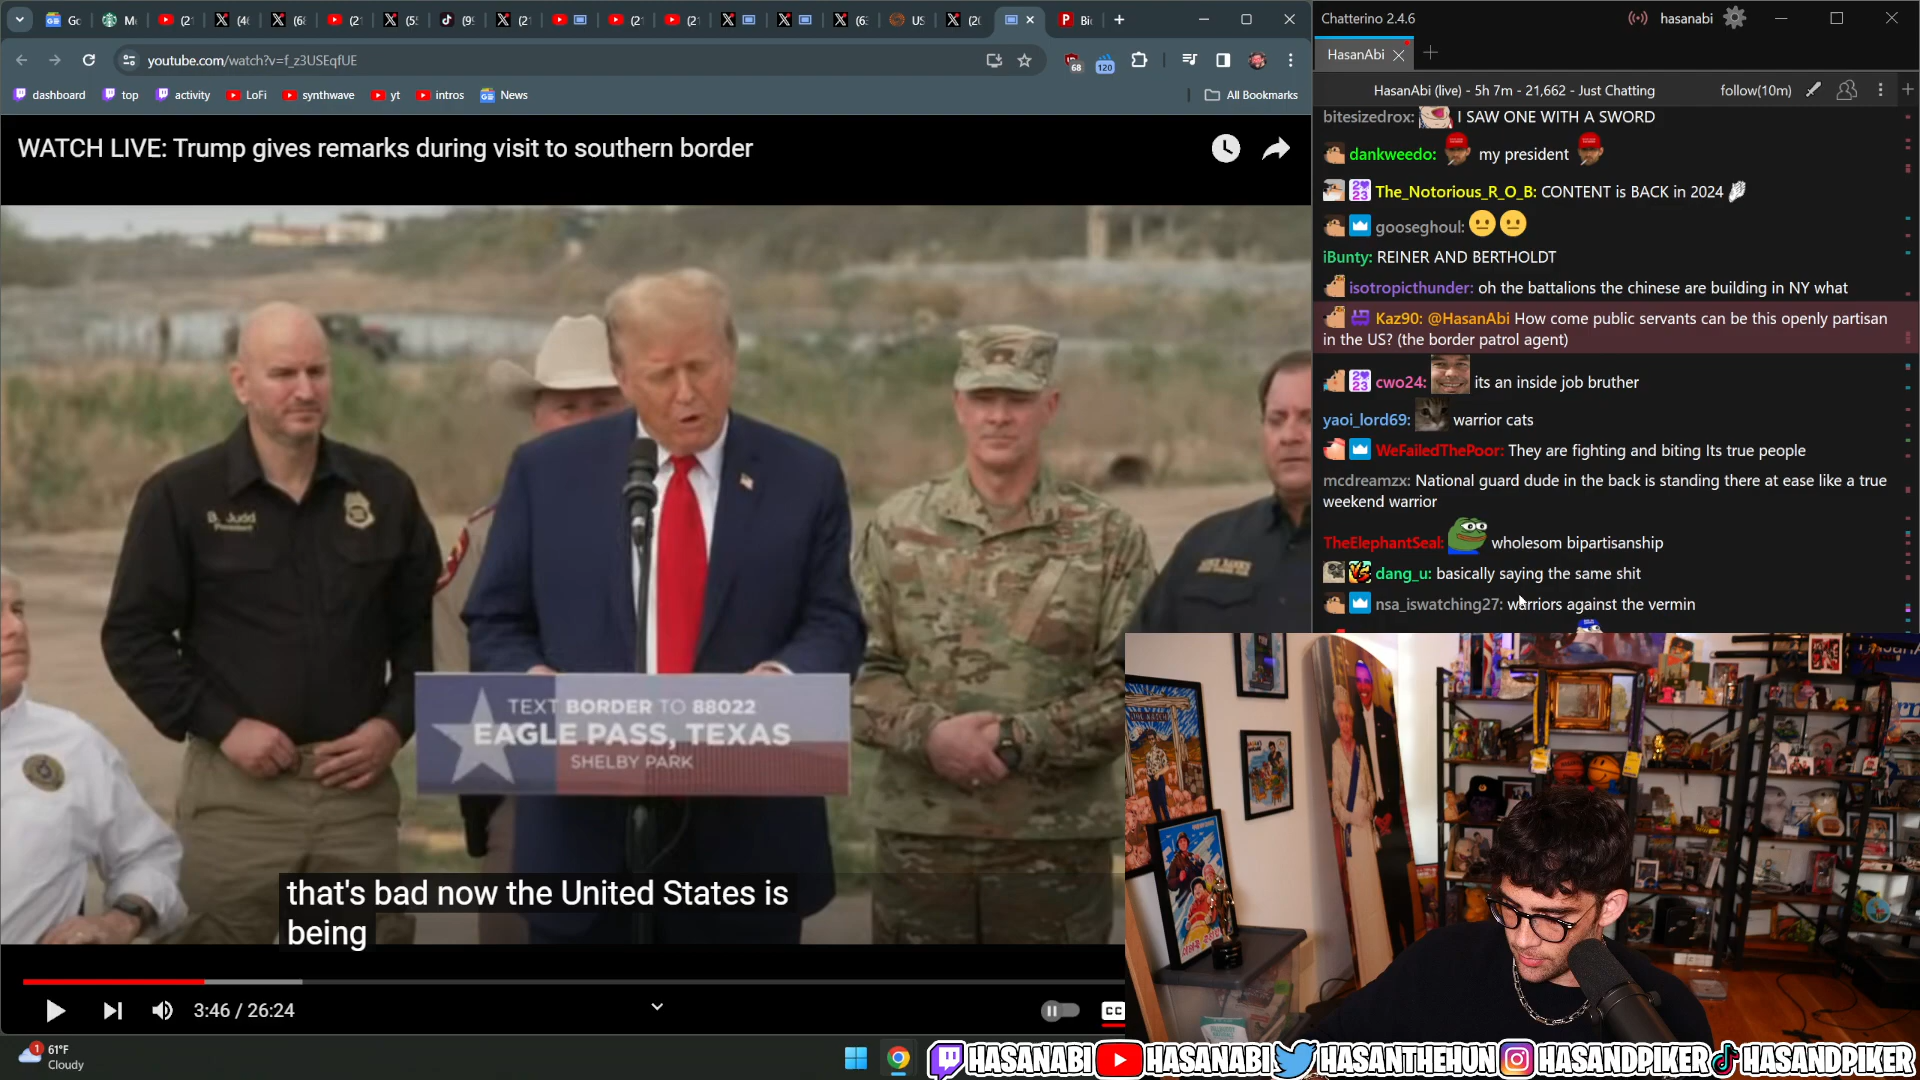 youtube.com/watch?v=f_z3USEqfUE
68
120
dashboard
top
activity
LoFi
synthwave
yt
intros
News
All Bookmarks
WATCH LIVE: Trump gives remarks during visit to southern border
B. Judd
President
TEXT BORDER TO 88022
EAGLE PASS, TEXAS
SHELBY PARK
that's bad now the United States is
being
3:46 / 26:24
CC
1
61°F
Cloudy
Chatterino 2.4.6
hasanabi
HasanAbi
HasanAbi (live) - 5h 7m - 21,662 - Just Chatting
follow(10m)
bitesizedrox: I SAW ONE WITH A SWORD
dankweedo: my president
The_Notorious_R_O_B: CONTENT is BACK in 2024
gooseghoul:
iBunty: REINER AND BERTHOLDT
isotropicthunder: oh the battalions the chinese are building in NY what
Kaz90: @HasanAbi How come public servants can be this openly partisan
in the US? (the border patrol agent)
cwo24: its an inside job bruther
yaoi_lord69: warrior cats
WeFailedThePoor: They are fighting and biting Its true people
mcdreamzx: National guard dude in the back is standing there at ease like a true
weekend warrior
TheElephantSeal: wholesom bipartisanship
dang_u: basically saying the same shit
nsa_iswatching27: warriors against the vermin
HASANABI HASANABI HASANTHEHUN HASANDPIKER HASANDPIKER